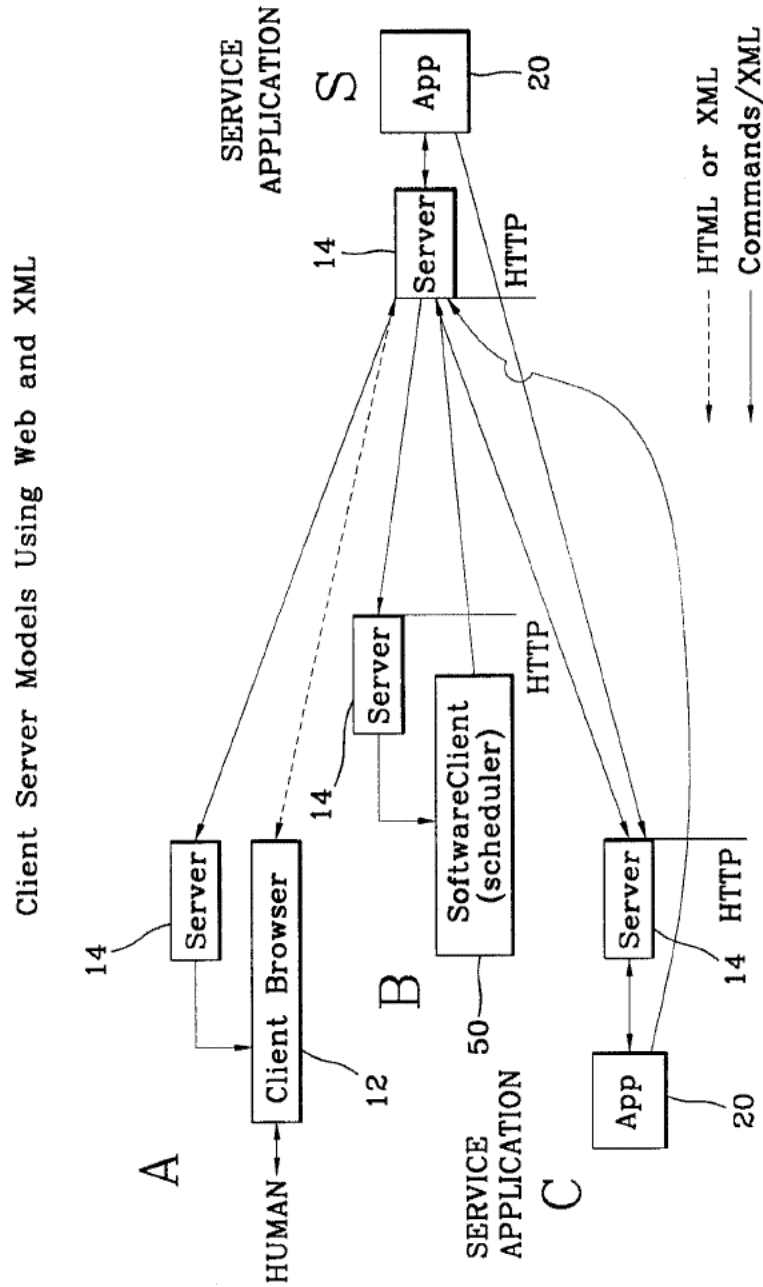 Client Server Models Using Web and XML
A
HUMAN
14
Server
Client Browser
12
B
14
Server
SoftwareClient
(scheduler)
50
HTTP
SERVICE
APPLICATION
C
App
20
Server
14
HTTP
SERVICE
APPLICATION
S
14
Server
App
20
HTTP
HTML or XML
Commands/XML